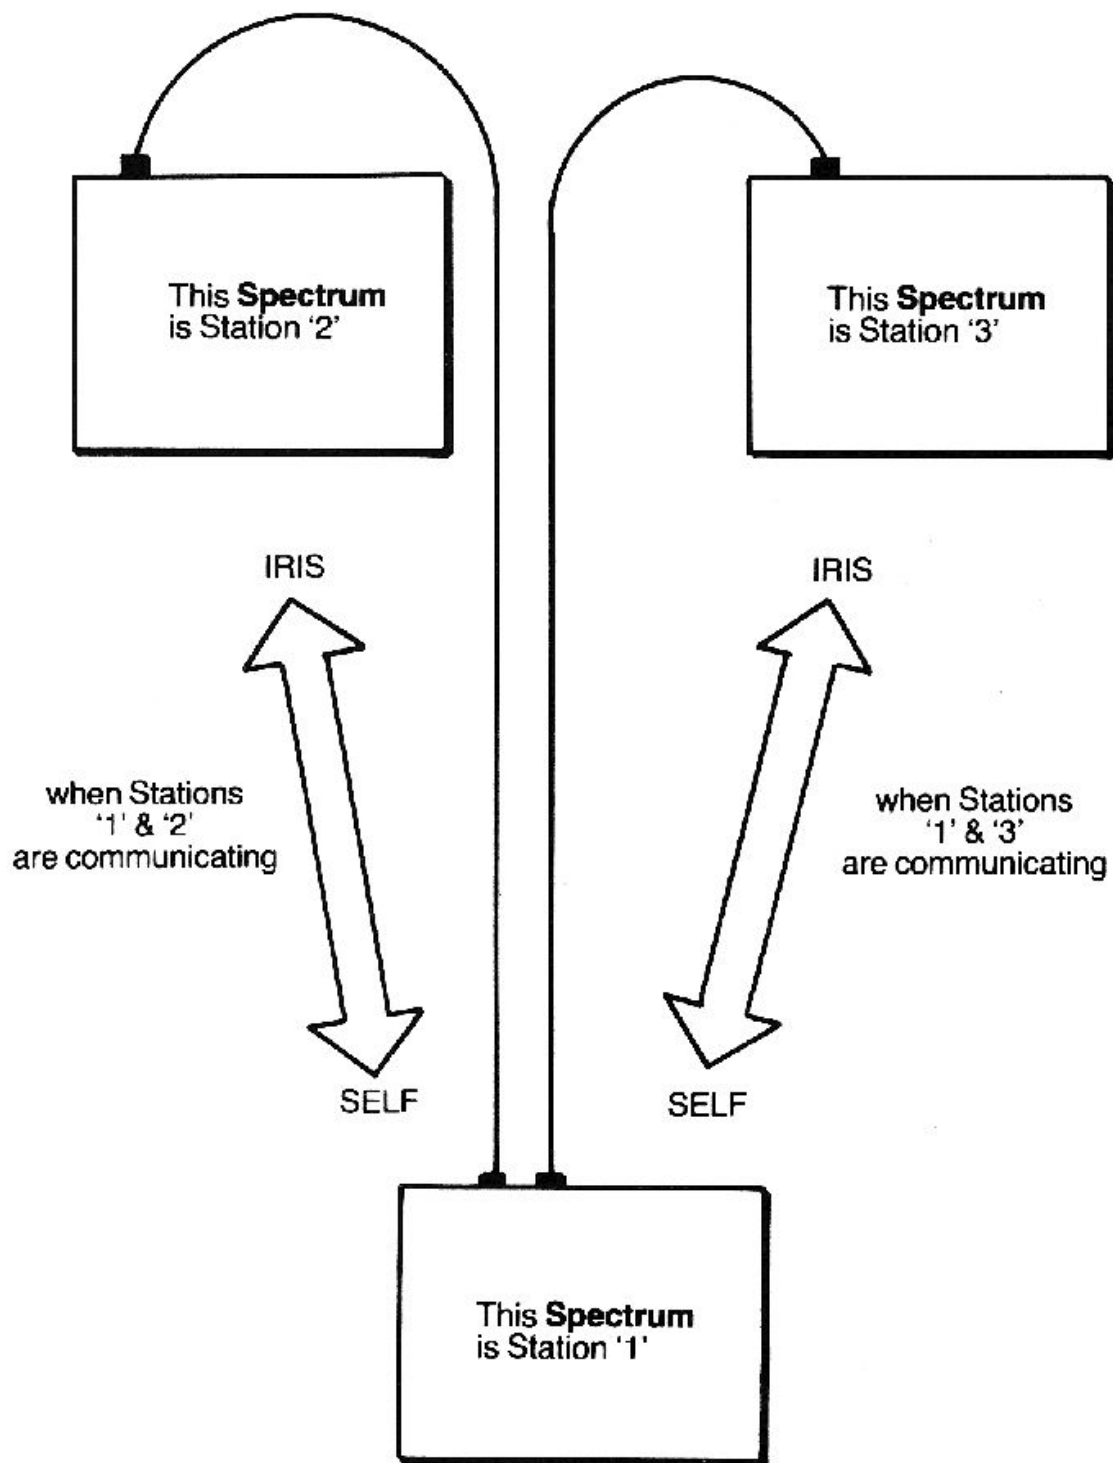 This Spectrum
is Station ‘2’
This Spectrum
is Station ‘3’
IRIS
IRIS
when Stations
‘1’ & ‘2’
are communicating
when Stations
‘1’ & ‘3’
are communicating
SELF
SELF
This Spectrum
is Station ‘1’